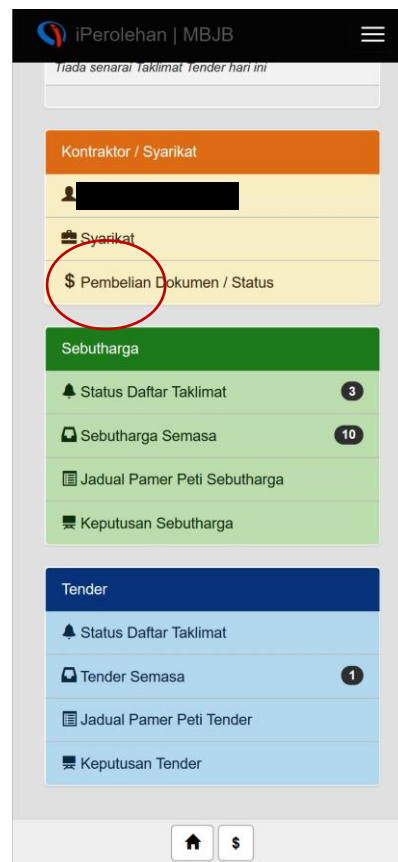 iPerolehan | MBJB
Tiada senarai Taklimat Tender hari ini
Kontraktor / Syarikat
Syarikat
$ Pembelian Dokumen / Status
Sebutharga
Status Daftar Taklimat 3
Sebutharga Semasa 10
Jadual Pamer Peti Sebutharga
Keputusan Sebutharga
Tender
Status Daftar Taklimat
Tender Semasa 1
Jadual Pamer Peti Tender
Keputusan Tender
$